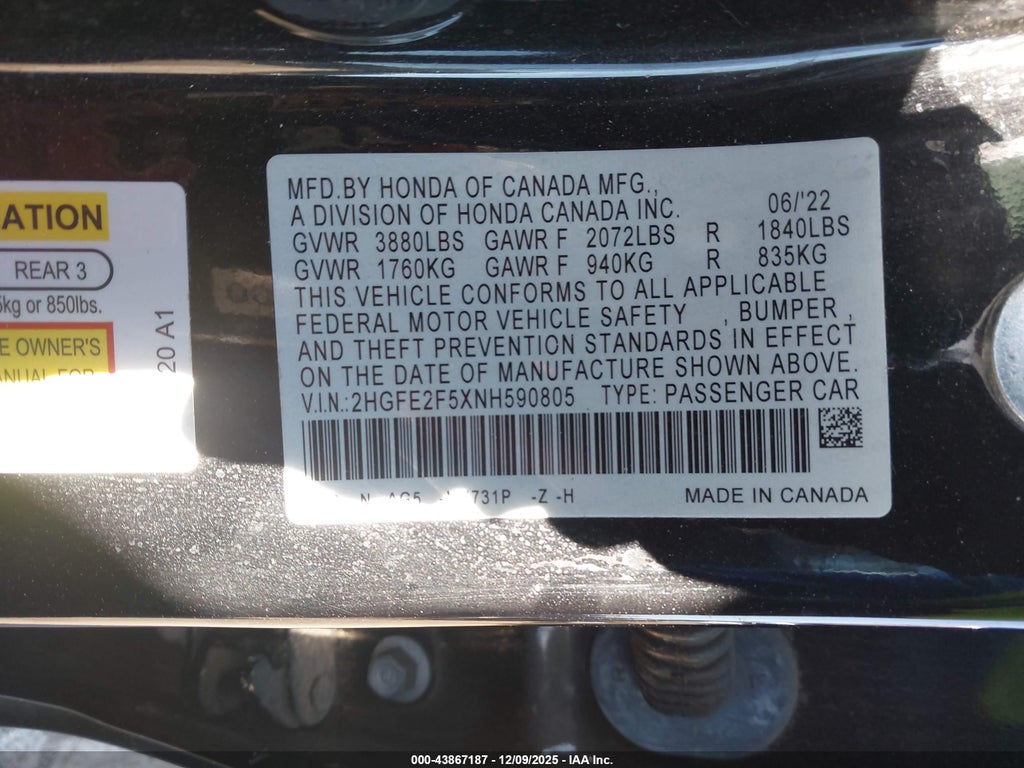 ATION
REAR 3
kg or 850lbs.
E OWNER'S
20 A1
MFD.BY HONDA OF CANADA MFG.,
A DIVISION OF HONDA CANADA INC. 06/'22
GVWR 3880LBS GAWR F 2072LBS R 1840LBS
GVWR 1760KG GAWR F 940KG R 835KG
THIS VEHICLE CONFORMS TO ALL APPLICABLE
FEDERAL MOTOR VEHICLE SAFETY , BUMPER ,
AND THEFT PREVENTION STANDARDS IN EFFECT
ON THE DATE OF MANUFACTURE SHOWN ABOVE.
V.I.N.:2HGFE2F5XNH590805 TYPE: PASSENGER CAR
731P -Z -H MADE IN CANADA
000-43867187 - 12/09/2025 - IAA Inc.